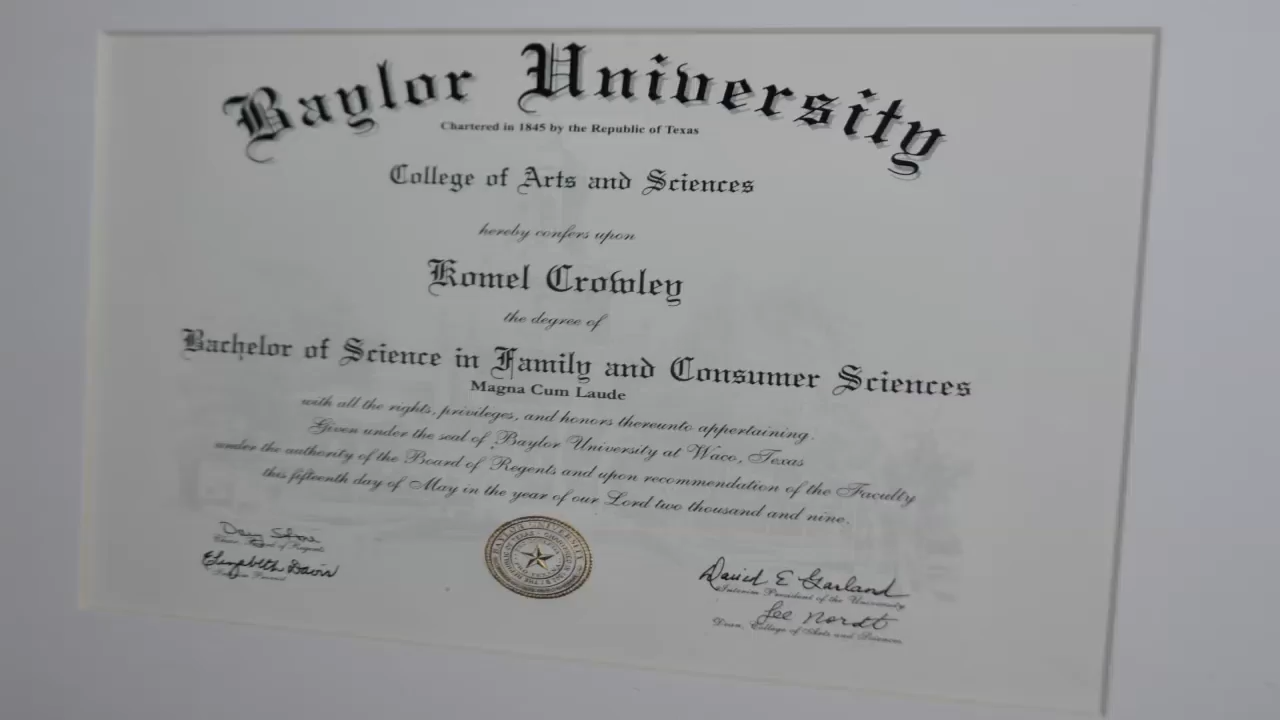 Baylor University
Chartered in 1845 by the Republic of Texas
College of Arts and Sciences
hereby confers upon
Komel Crowley
the degree of
Bachelor of Science in Family and Consumer Sciences
Magna Cum Laude
with all the rights, privileges, and honors thereunto appertaining.
Given under the seal of Baylor University at Waco, Texas
under the authority of the Board of Regents and upon recommendation of the Faculty
this fifteenth day of May in the year of our Lord two thousand and nine.
Elizabeth Davis
BAYLOR UNIVERSITY
David E Garland
Interim President of the University
Lee Nordt
Dean, College of Arts and Sciences